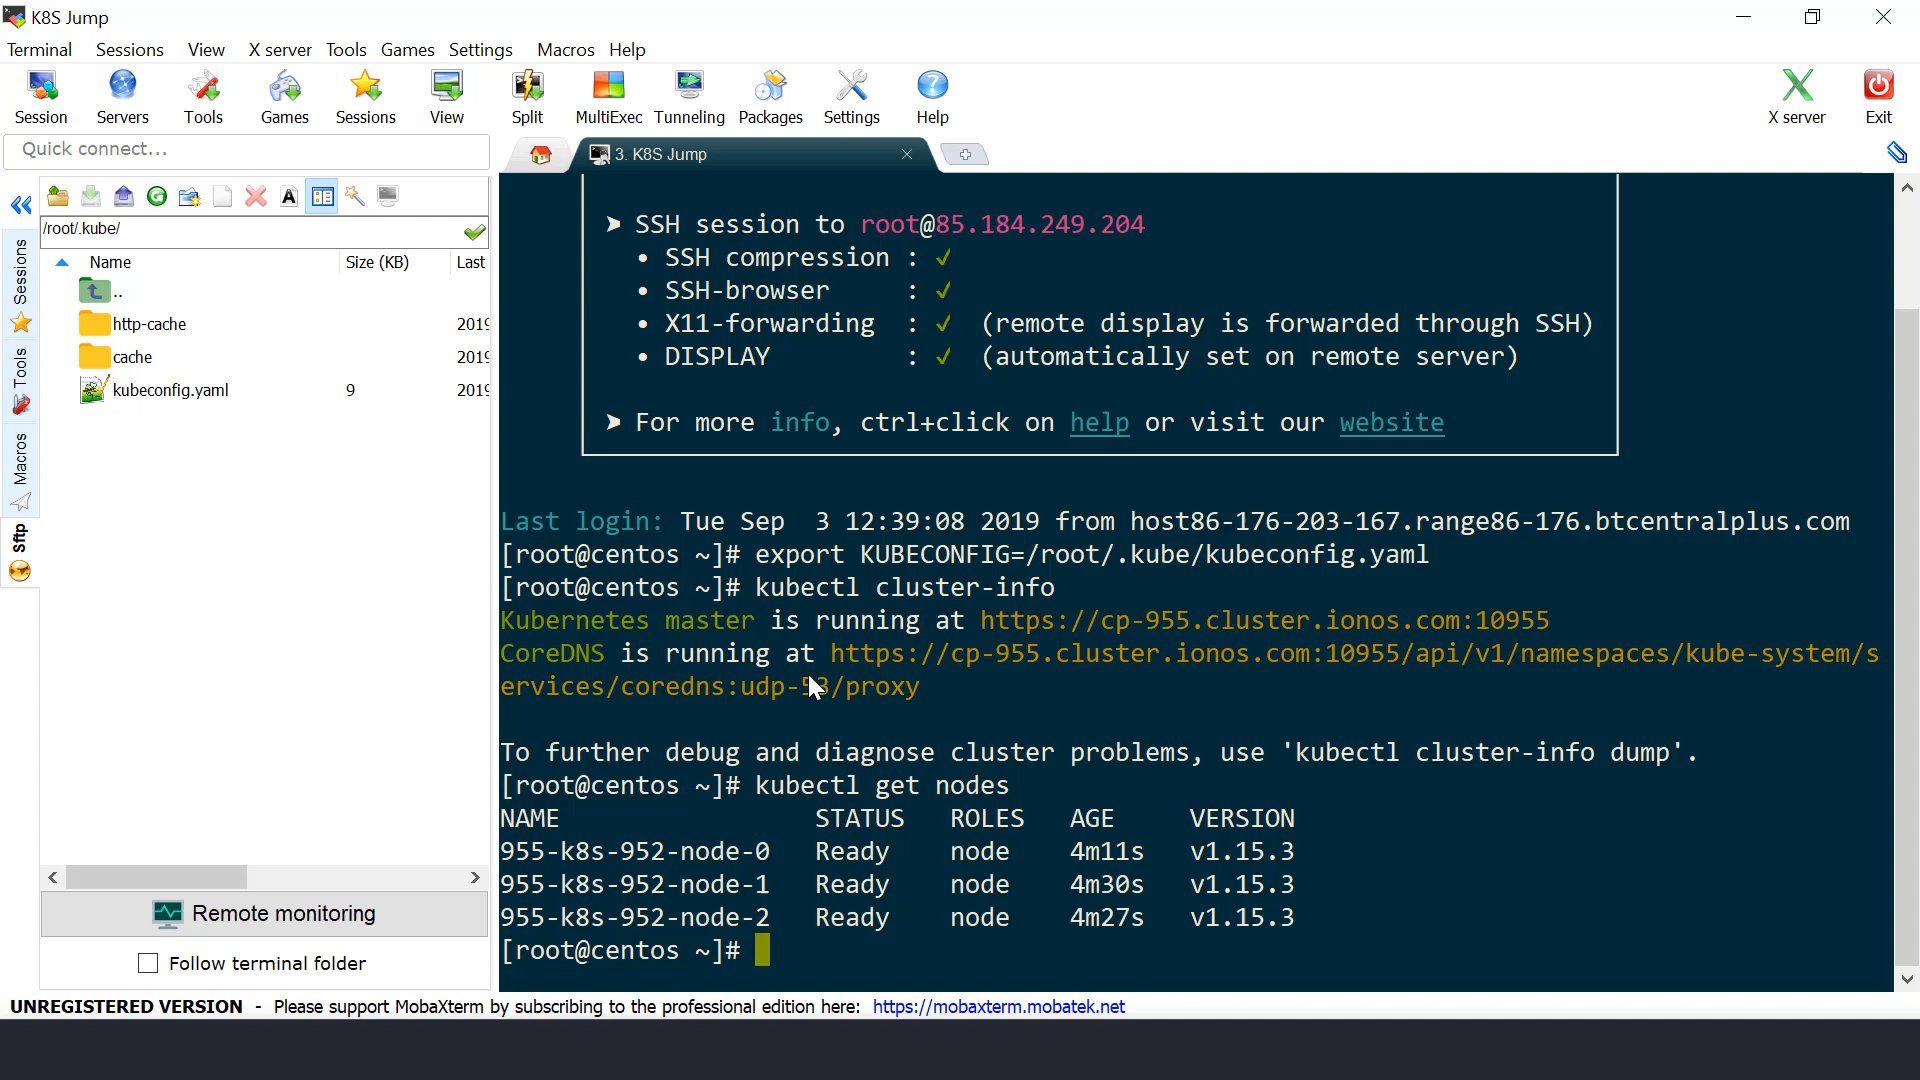 K8S Jump
Terminal Sessions View X server Tools Games Settings Macros Help
Session Servers Tools Games Sessions View Split MultiExec Tunneling Packages Settings Help X server Exit
Quick connect...
3. K8S Jump
Sessions
Tools
Macros
Sftp
/root/.kube/
Name Size (KB) Last
..
http-cache 2019
cache 2019
kubeconfig.yaml 9 2019
Remote monitoring
Follow terminal folder
➤ SSH session to root@85.184.249.204
• SSH compression : ✓
• SSH-browser : ✓
• X11-forwarding : ✓ (remote display is forwarded through SSH)
• DISPLAY : ✓ (automatically set on remote server)
➤ For more info, ctrl+click on help or visit our website
Last login: Tue Sep  3 12:39:08 2019 from host86-176-203-167.range86-176.btcentralplus.com
[root@centos ~]# export KUBECONFIG=/root/.kube/kubeconfig.yaml
[root@centos ~]# kubectl cluster-info
Kubernetes master is running at https://cp-955.cluster.ionos.com:10955
CoreDNS is running at https://cp-955.cluster.ionos.com:10955/api/v1/namespaces/kube-system/s
ervices/coredns:udp-53/proxy
To further debug and diagnose cluster problems, use 'kubectl cluster-info dump'.
[root@centos ~]# kubectl get nodes
NAME STATUS ROLES AGE VERSION
955-k8s-952-node-0 Ready node 4m11s v1.15.3
955-k8s-952-node-1 Ready node 4m30s v1.15.3
955-k8s-952-node-2 Ready node 4m27s v1.15.3
[root@centos ~]#
UNREGISTERED VERSION - Please support MobaXterm by subscribing to the professional edition here: https://mobaxterm.mobatek.net